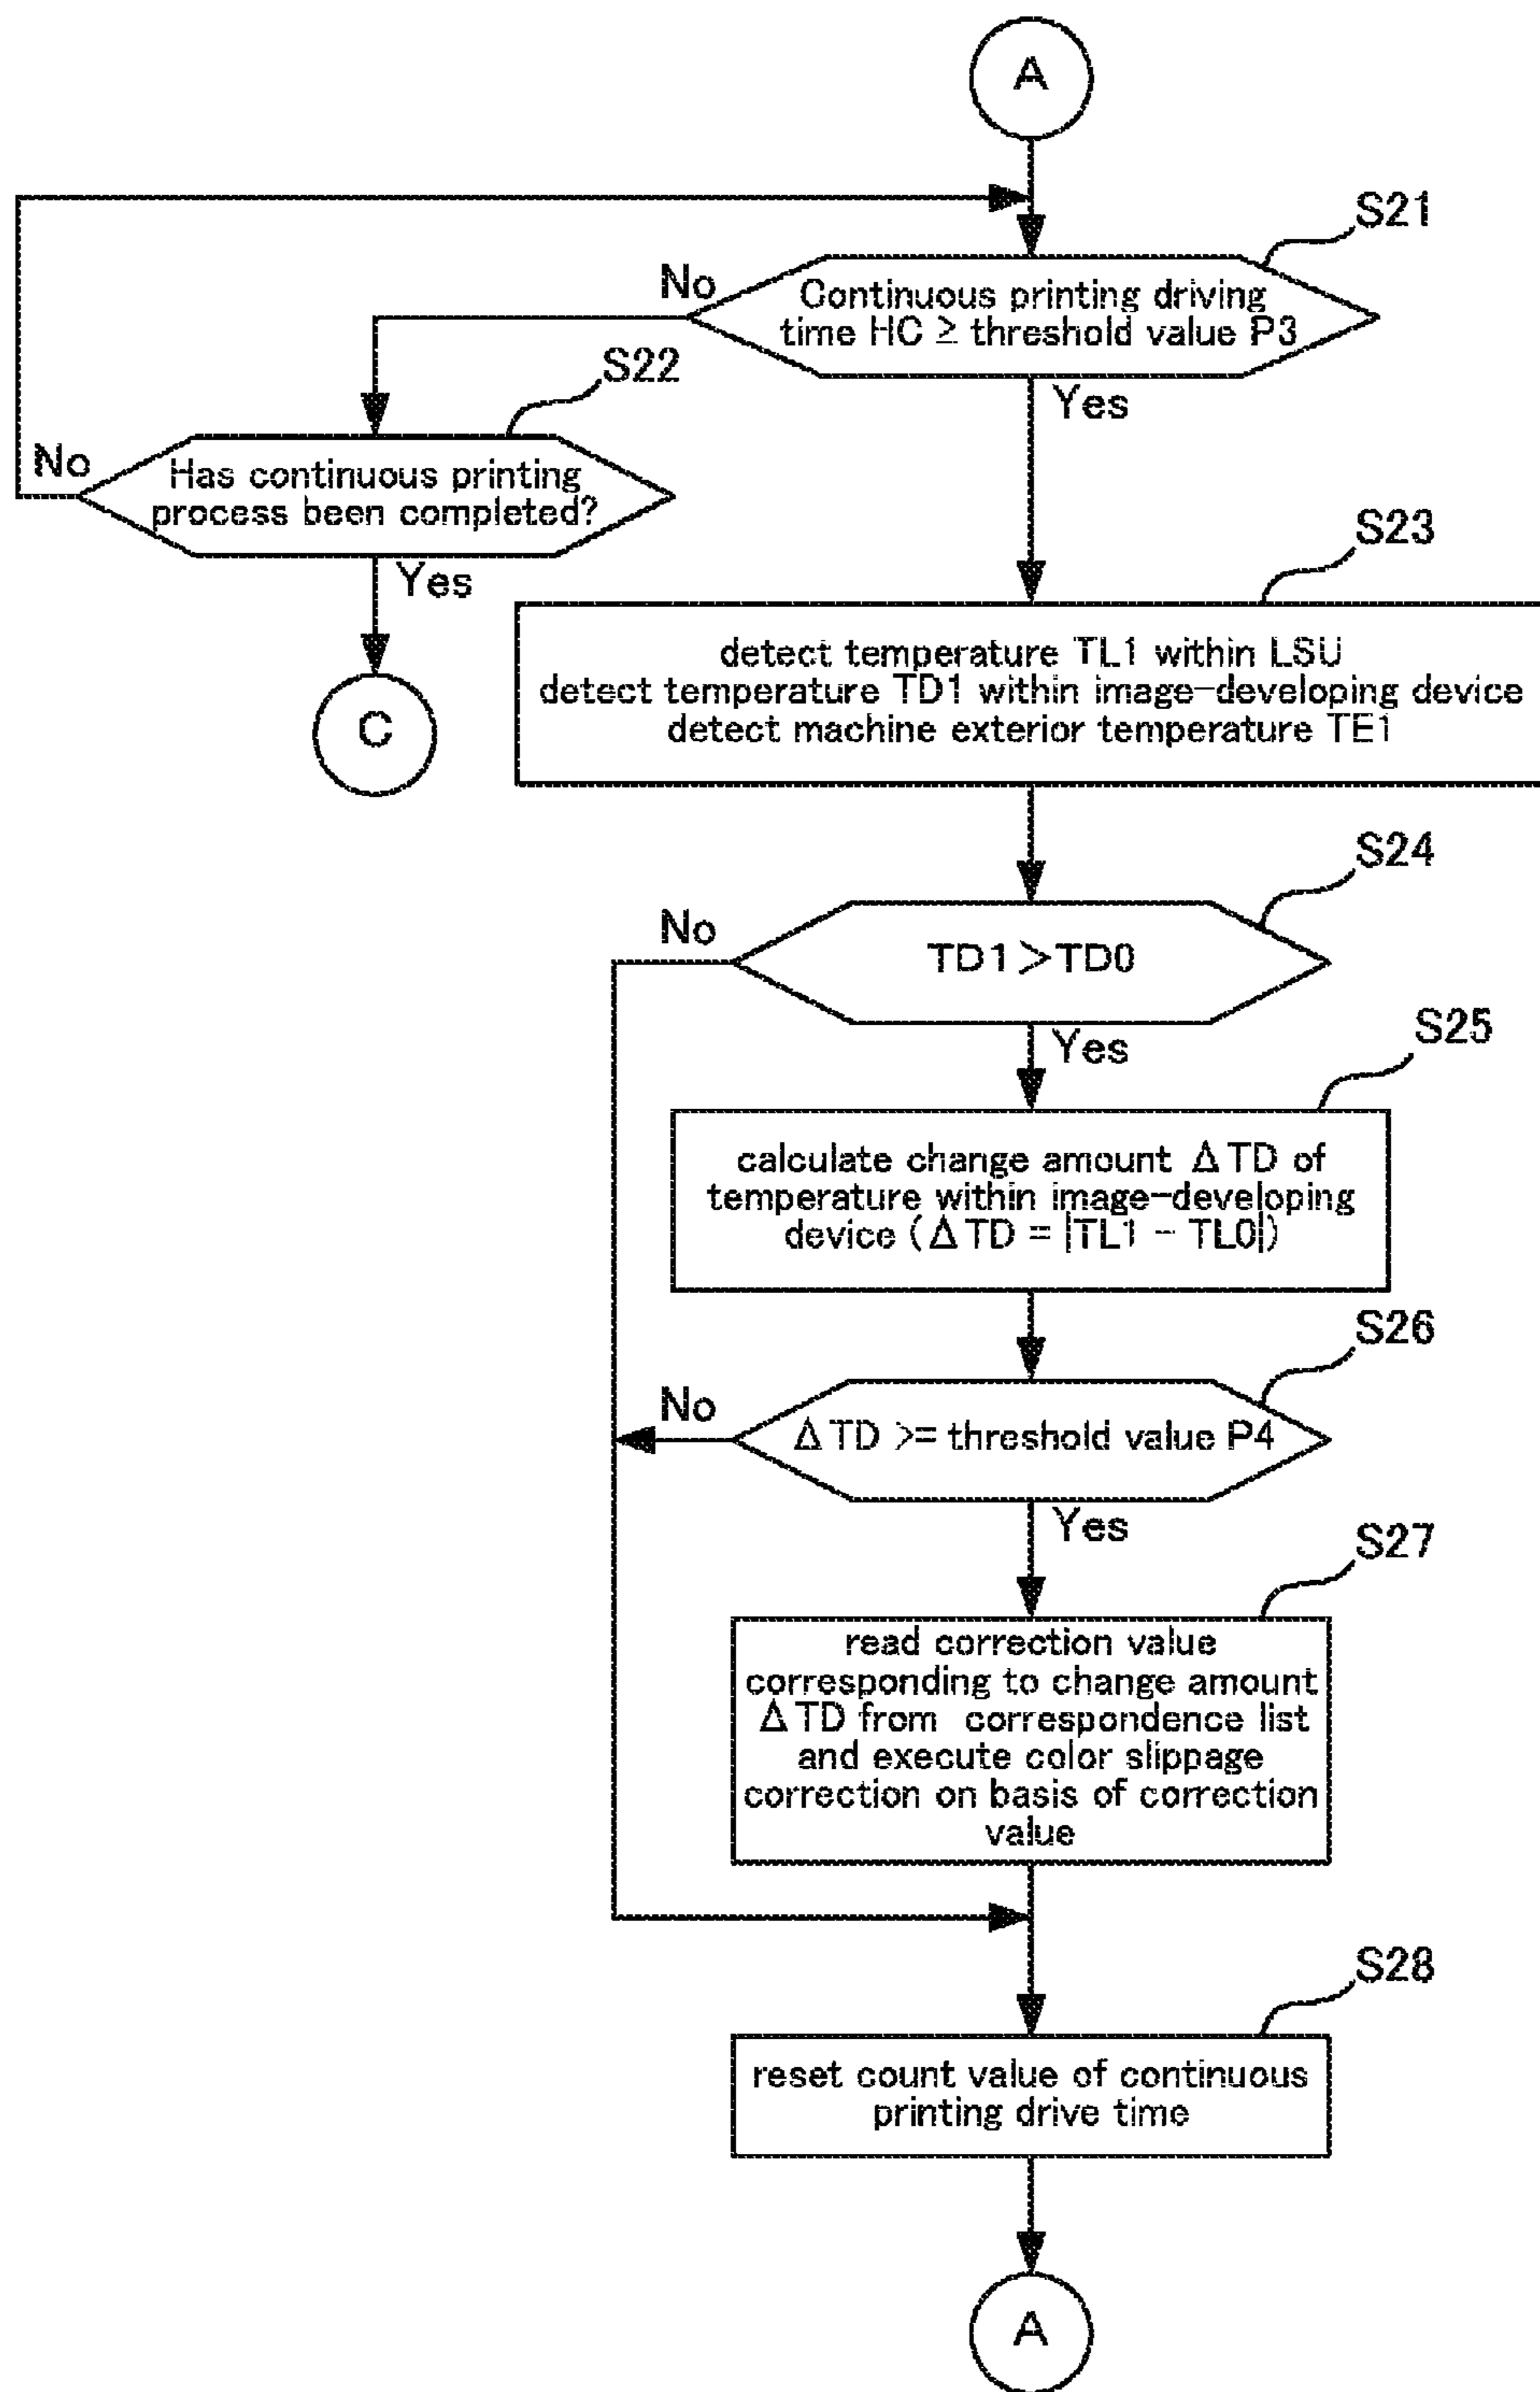 A
S21
No
Continuous printing driving
time HC ≥ threshold value P3
S22
Yes
No
Has continuous printing
process been completed?
Yes
C
S23
detect temperature TL1 within LSU
detect temperature TD1 within image-developing device
detect machine exterior temperature TE1
S24
No
TD1 > TD0
Yes
S25
calculate change amount Δ TD of
temperature within image-developing
device (Δ TD = |TL1 - TL0|)
S26
No
Δ TD >= threshold value P4
Yes
S27
read correction value
corresponding to change amount
Δ TD from correspondence list
and execute color slippage
correction on basis of correction
value
S28
reset count value of continuous
printing drive time
A